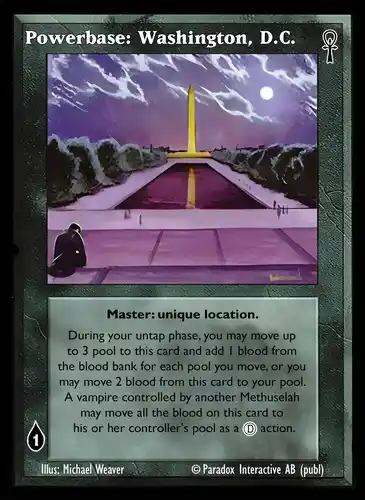 Powerbase: Washington, D.C.
Master: unique location.
During your untap phase, you may move up
to 3 pool to this card and add 1 blood from
the blood bank for each pool you move, or you
may move 2 blood from this card to your pool.
A vampire controlled by another Methuselah
may move all the blood on this card to
his or her controller's pool as a D action.
1
Illus: Michael Weaver
© Paradox Interactive AB (publ)